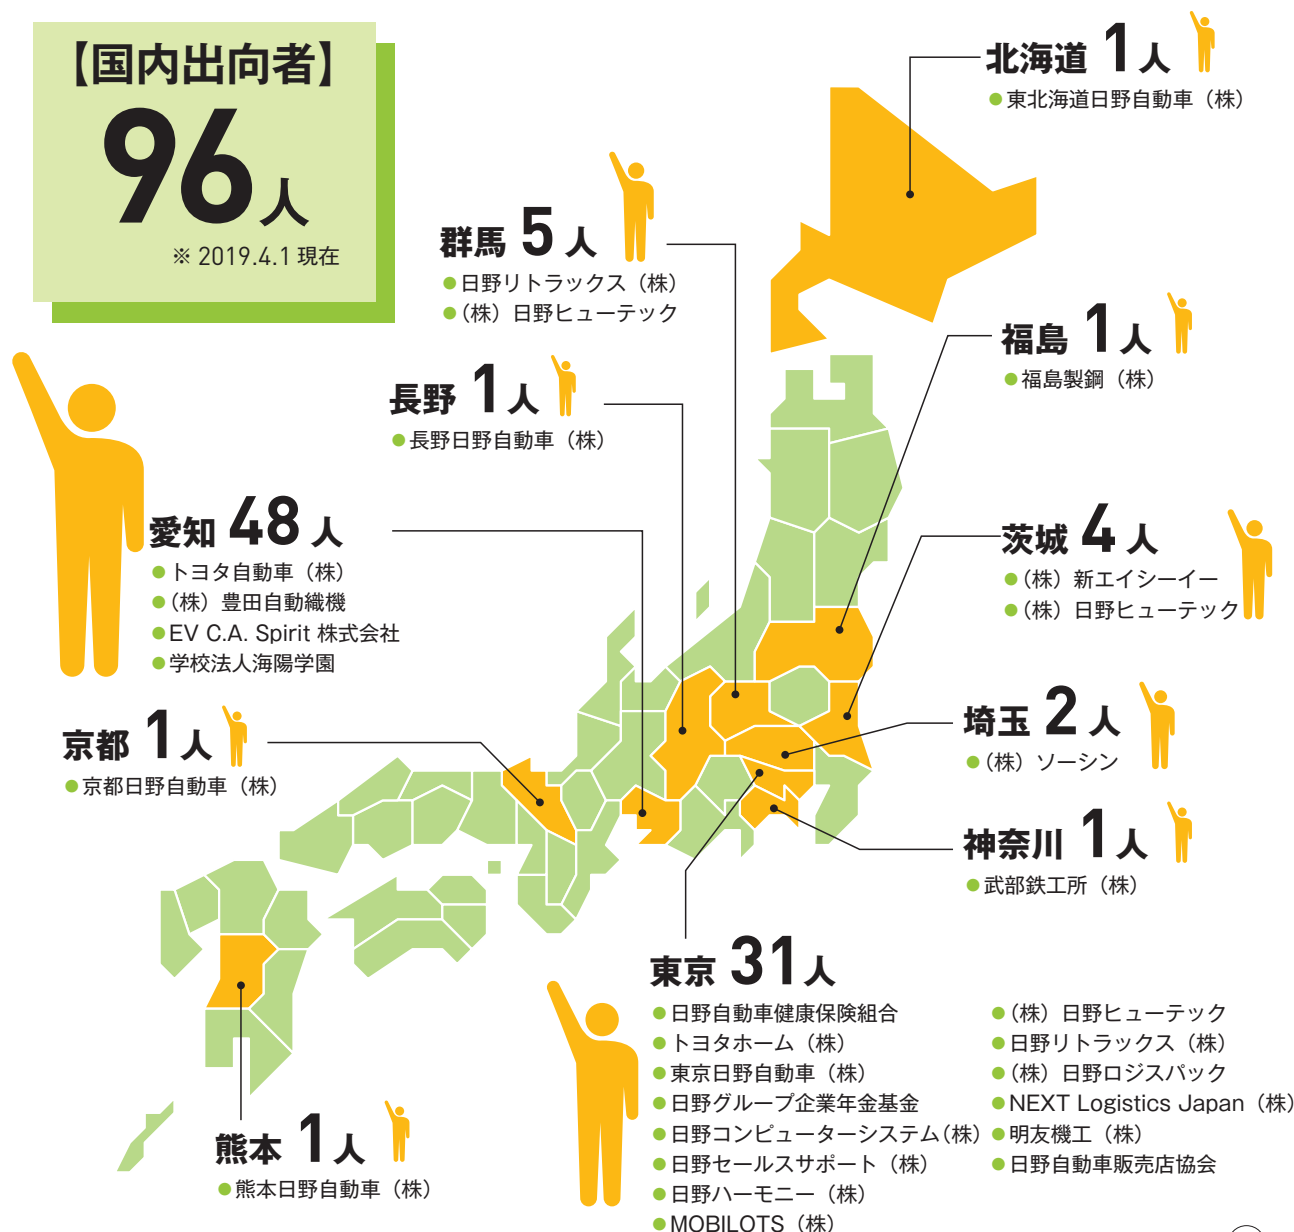 【国内出向者】
96人
※ 2019.4.1 現在
北海道 1人
●東北海道日野自動車（株）
群馬 5人
●日野リトラックス（株）
●（株）日野ヒューテック
福島 1人
●福島製鋼（株）
長野 1人
●長野日野自動車（株）
愛知 48人
●トヨタ自動車（株）
●（株）豊田自動織機
●EV C.A. Spirit 株式会社
●学校法人海陽学園
茨城 4人
●（株）新エイシーイー
●（株）日野ヒューテック
京都 1人
●京都日野自動車（株）
埼玉 2人
●（株）ソーシン
神奈川 1人
●武部鉄工所（株）
東京 31人
●日野自動車健康保険組合
●トヨタホーム（株）
●東京日野自動車（株）
●日野グループ企業年金基金
●日野コンピューターシステム（株）
●日野セールスサポート（株）
●日野ハーモニー（株）
●MOBILOTS（株）
●（株）日野ヒューテック
●日野リトラックス（株）
●（株）日野ロジスパック
●NEXT Logistics Japan（株）
●明友機工（株）
●日野自動車販売店協会
熊本 1人
●熊本日野自動車（株）